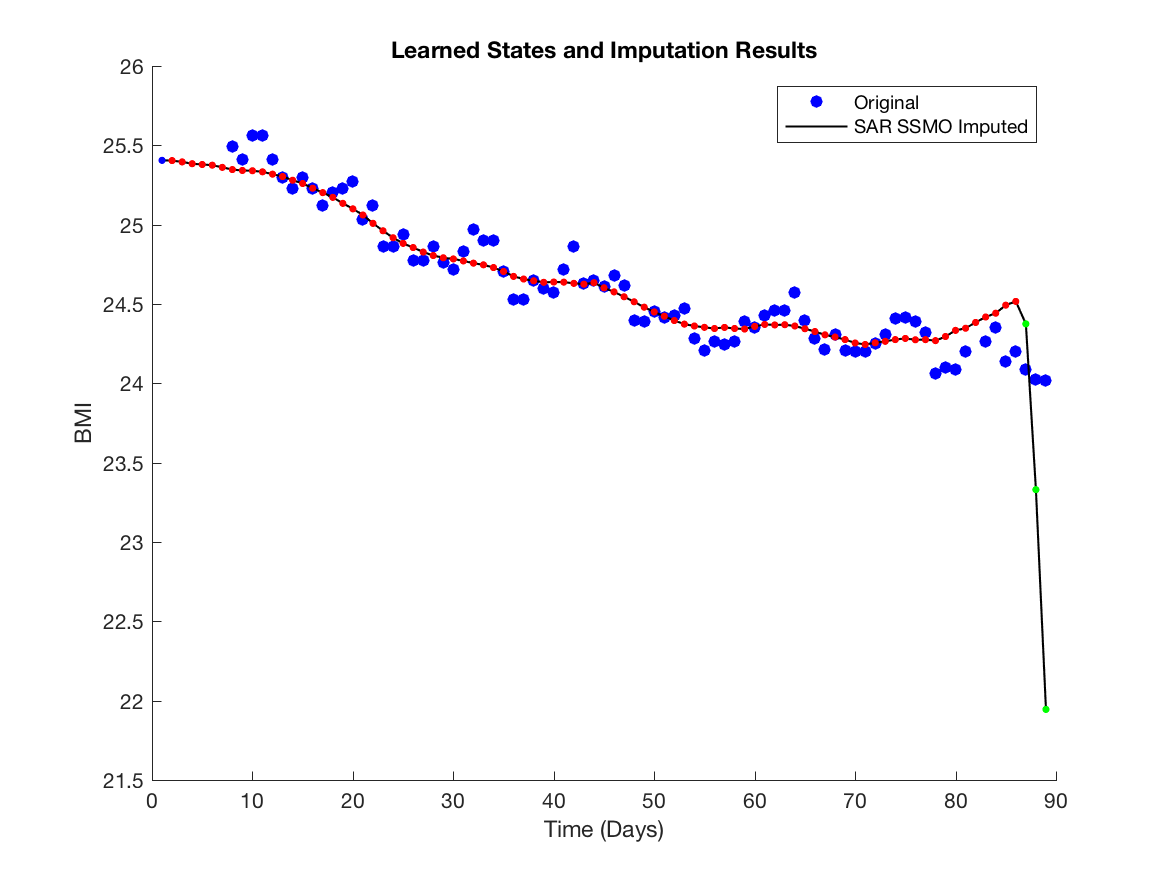 Learned States and Imputation Results
Original
SAR SSMO Imputed
BMI
26
25.5
25
24.5
24
23.5
23
22.5
22
21.5
0 10 20 30 40 50 60 70 80 90
Time (Days)